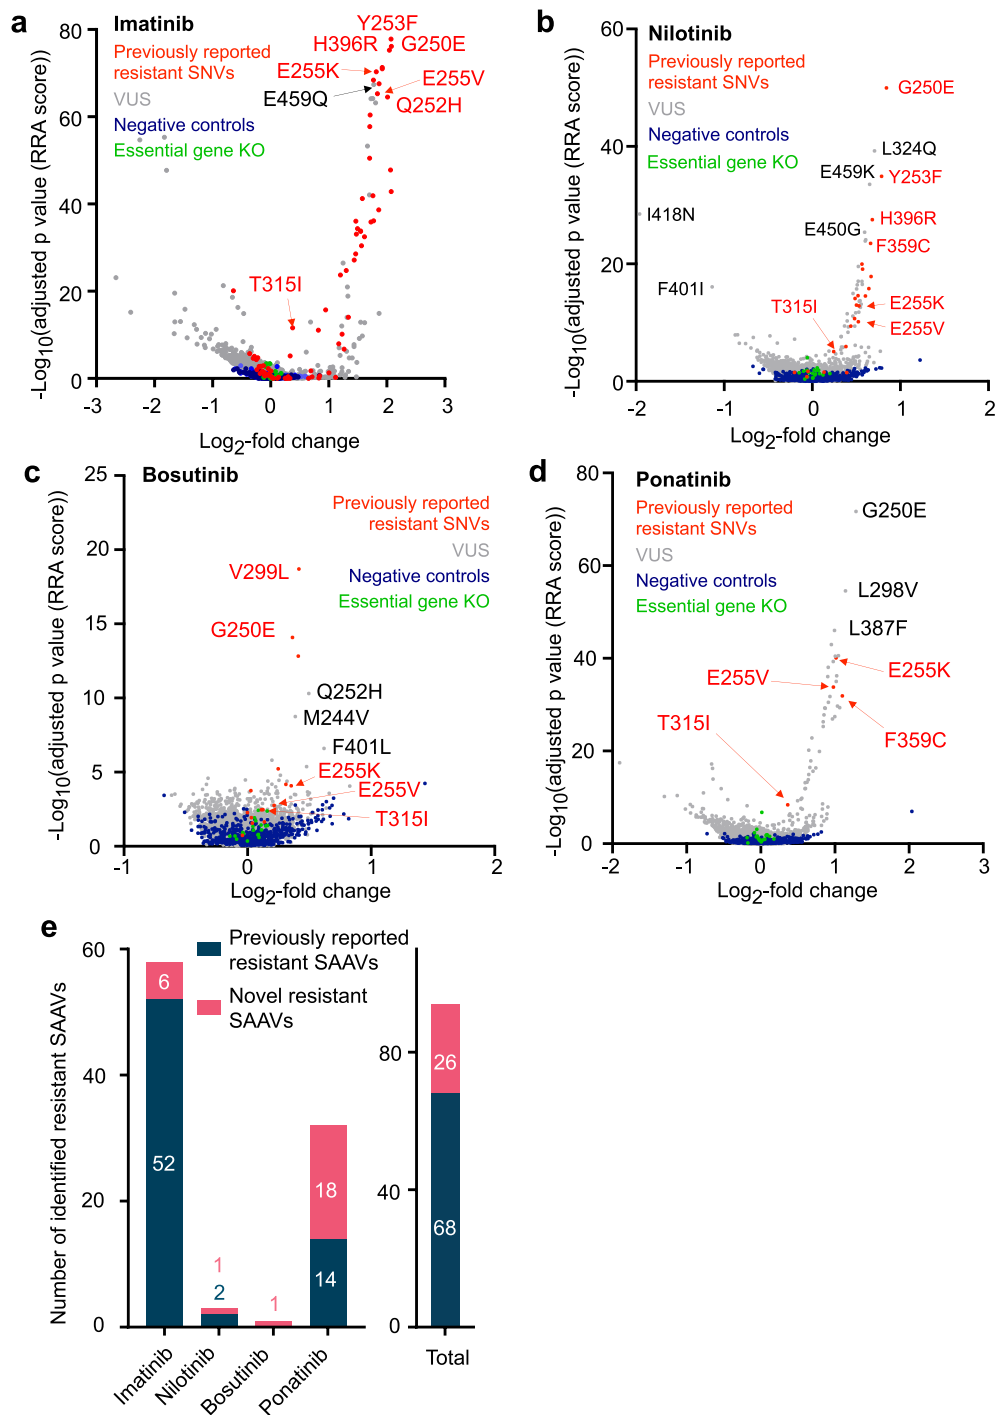 a
Imatinib
Previously reported
resistant SNVs
VUS
Negative controls
Essential gene KO
Y253F
H396R
G250E
E255K
E255V
E459Q
Q252H
T315I
-Log10(adjusted p value (RRA score))
80
60
40
20
0
-3
-2
-1
0
1
2
3
Log2-fold change
b
Nilotinib
Previously reported
resistant SNVs
VUS
Negative controls
Essential gene KO
G250E
L324Q
E459K
Y253F
I418N
H396R
E450G
F359C
F401I
T315I
E255K
E255V
-Log10(adjusted p value (RRA score))
60
40
20
0
-2
-1
0
1
2
Log2-fold change
c
Bosutinib
Previously reported
resistant SNVs
VUS
Negative controls
Essential gene KO
V299L
G250E
Q252H
M244V
F401L
E255K
E255V
T315I
-Log10(adjusted p value (RRA score))
25
20
15
10
5
0
-1
0
1
2
Log2-fold change
d
Ponatinib
Previously reported
resistant SNVs
VUS
Negative controls
Essential gene KO
G250E
L298V
L387F
E255K
E255V
T315I
F359C
-Log10(adjusted p value (RRA score))
80
60
40
20
0
-2
-1
0
1
2
3
Log2-fold change
e
Previously reported
resistant SAAVs
Novel resistant
SAAVs
Number of identified resistant SAAVs
60
40
20
0
6
52
1
2
1
18
14
Imatinib
Nilotinib
Bosutinib
Ponatinib
80
40
0
26
68
Total